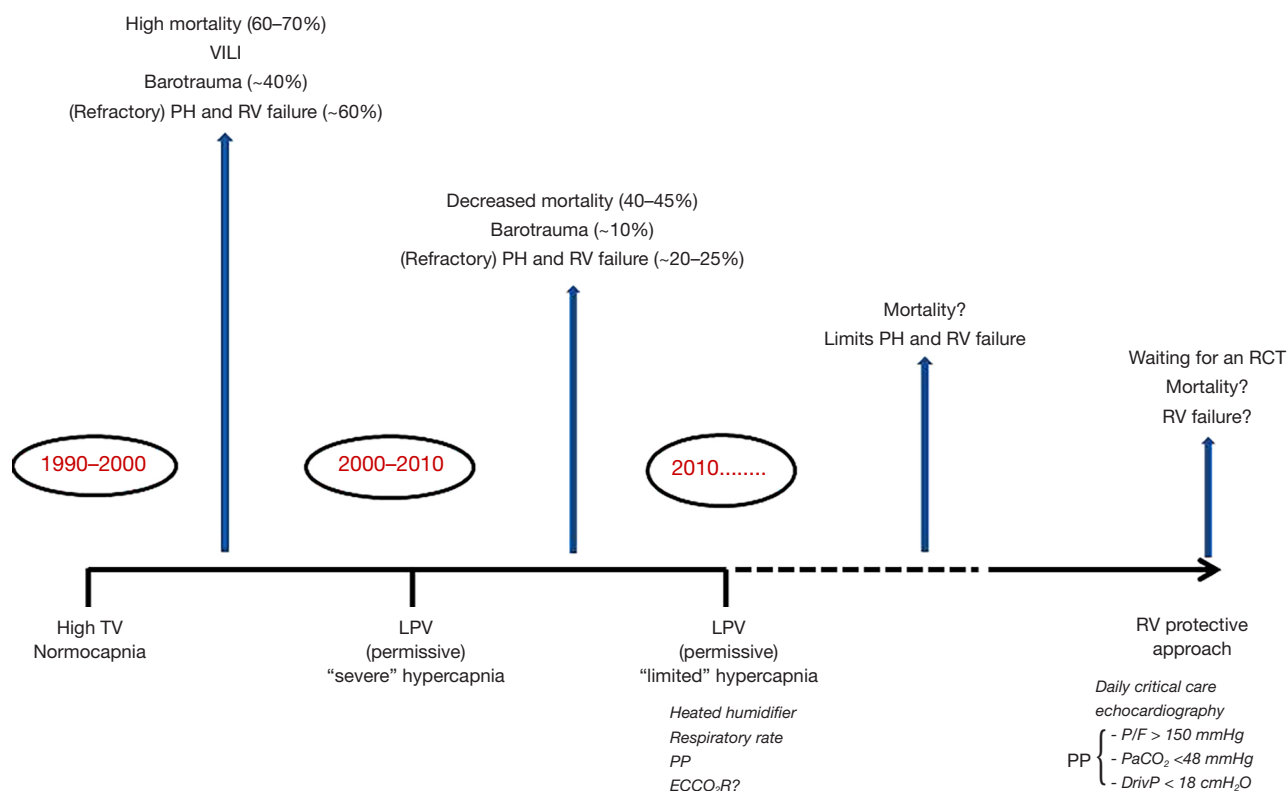 High mortality (60–70%)
VILI
Barotrauma (~40%)
(Refractory) PH and RV failure (~60%)
Decreased mortality (40–45%)
Barotrauma (~10%)
(Refractory) PH and RV failure (~20–25%)
Mortality?
Limits PH and RV failure
Waiting for an RCT
Mortality?
RV failure?
1990–2000
2000–2010
2010........
High TV
Normocapnia
LPV
(permissive)
“severe” hypercapnia
LPV
(permissive)
“limited” hypercapnia
Heated humidifier
Respiratory rate
PP
ECCO₂R?
RV protective
approach
Daily critical care
echocardiography
PP
- P/F > 150 mmHg
- PaCO₂ <48 mmHg
- DrivP < 18 cmH₂O